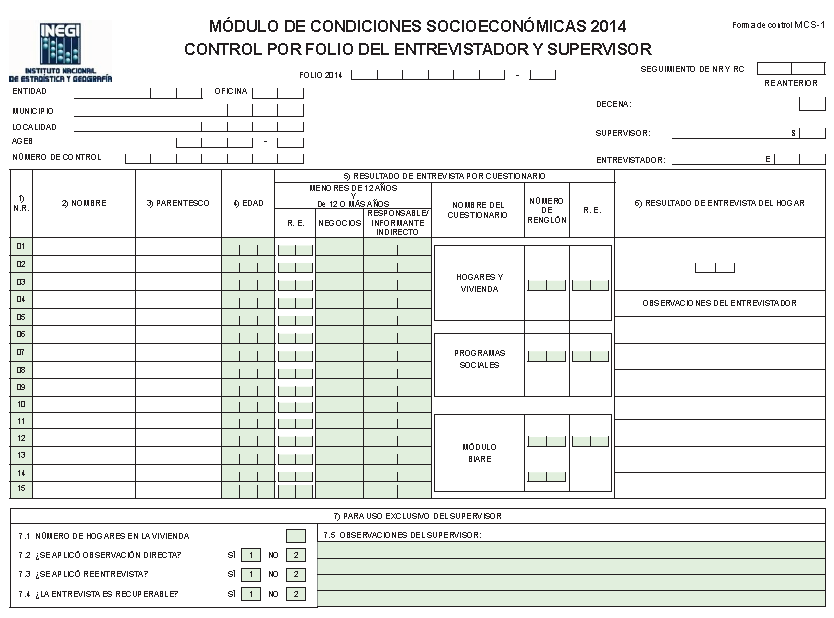 INEGI
INSTITUTO NACIONAL
DE ESTADÍSTICA Y GEOGRAFÍA
MÓDULO DE CONDICIONES SOCIOECONÓMICAS 2014
CONTROL POR FOLIO DEL ENTREVISTADOR Y SUPERVISOR
Forma de control MCS-1
FOLIO 2014 -
SEGUIMIENTO DE NR Y RC
RE ANTERIOR
ENTIDAD OFICINA
MUNICIPIO
LOCALIDAD
AGEB -
NÚMERO DE CONTROL
DECENA:
SUPERVISOR: S
ENTREVISTADOR: E
1) N.R.
2) NOMBRE
3) PARENTESCO
4) EDAD
5) RESULTADO DE ENTREVISTA POR CUESTIONARIO
MENORES DE 12 AÑOS
Y
De 12 O MÁS AÑOS
R. E.
NEGOCIOS
RESPONSABLE/
INFORMANTE
INDIRECTO
NOMBRE DEL
CUESTIONARIO
NÚMERO
DE
RENGLÓN
R. E.
6) RESULTADO DE ENTREVISTA DEL HOGAR
01
02
03
04
05
06
07
08
09
10
11
12
13
14
15
HOGARES Y
VIVIENDA
PROGRAMAS
SOCIALES
MÓDULO
BIARE
OBSERVACIONES DEL ENTREVISTADOR
7) PARA USO EXCLUSIVO DEL SUPERVISOR
7.1 NÚMERO DE HOGARES EN LA VIVIENDA
7.2 ¿SE APLICÓ OBSERVACIÓN DIRECTA? SÍ 1 NO 2
7.3 ¿SE APLICÓ REENTREVISTA? SÍ 1 NO 2
7.4 ¿LA ENTREVISTA ES RECUPERABLE? SÍ 1 NO 2
7.5 OBSERVACIONES DEL SUPERVISOR: